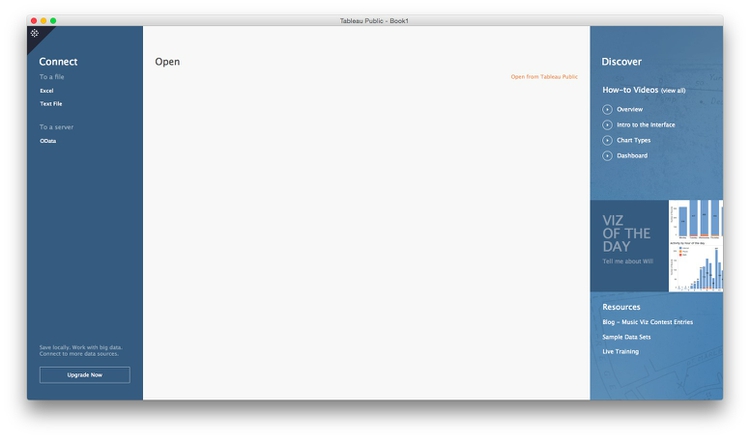 Tableau Public - Book1
Connect
To a file
Excel
Text File
To a server
OData
Save locally. Work with big data.
Connect to more data sources.
Upgrade Now
Open
Open from Tableau Public
Discover
How-to Videos (view all)
Overview
Intro to the Interface
Chart Types
Dashboard
VIZ
OF THE
DAY
Tell me about Will
Resources
Blog - Music Viz Contest Entries
Sample Data Sets
Live Training